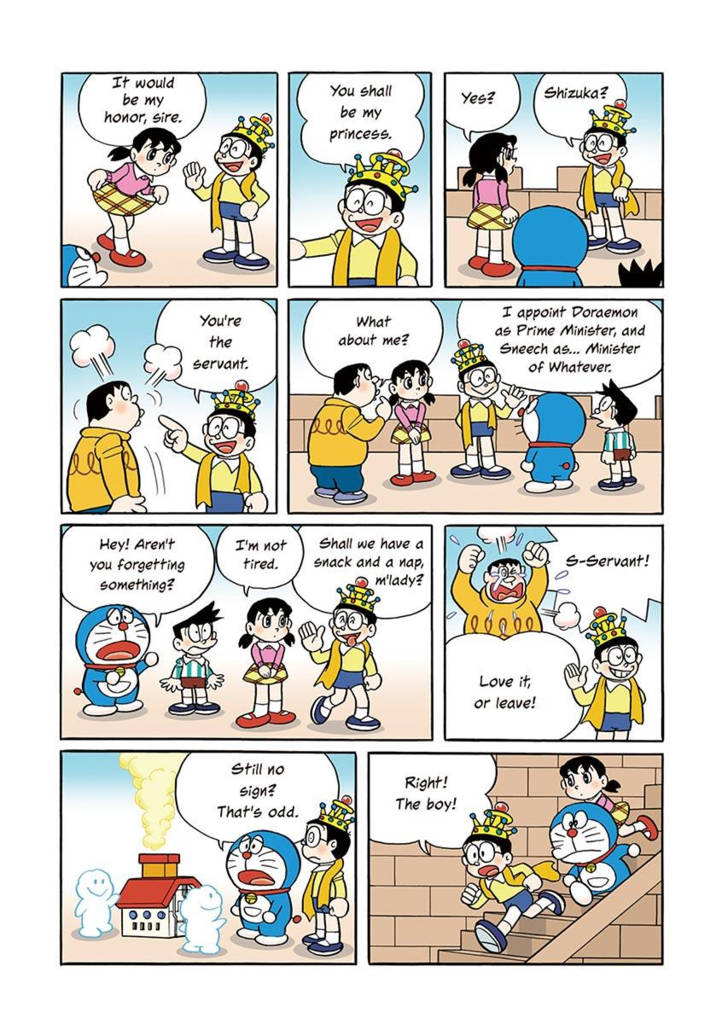 Shizuka?
Yes?
You shall
be my
princess.
It would
be my
honor, sire.
I appoint Doraemon
as Prime Minister, and
Sneech as... Minister
of Whatever.
What
about me?
You're
the
servant.
S-Servant!
Love it,
or leave!
Shall we have a
snack and a nap,
m'lady?
I'm not
tired.
Hey! Aren't
you forgetting
something?
Right!
The boy!
Still no
sign?
That's odd.